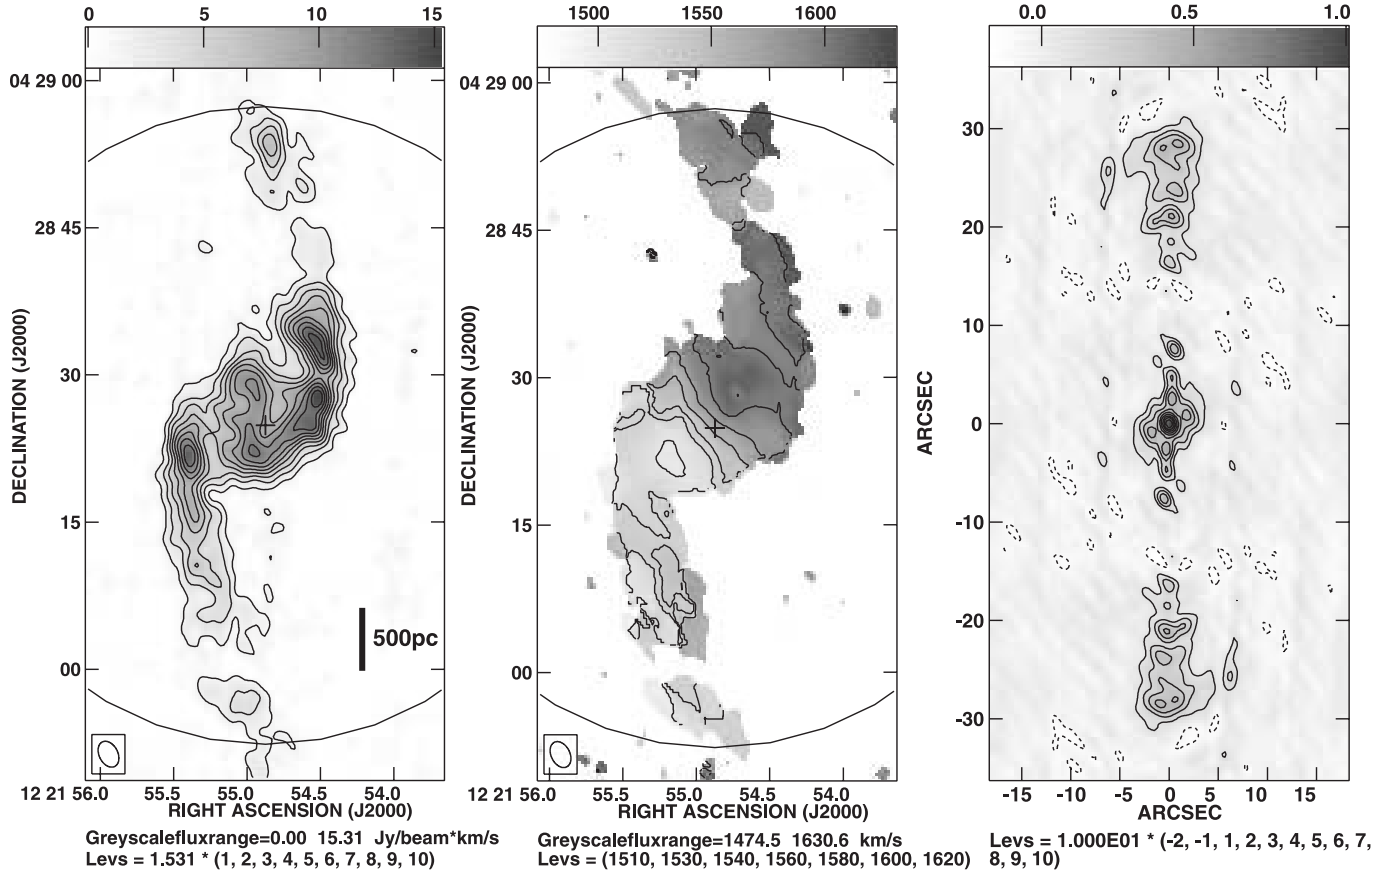 0 5 10 15
1500 1550 1600
0.0 0.5 1.0
04 29 00
28 45
30
15
00
DECLINATION (J2000)
500pc
12 21 56.0 55.5 55.0 54.5 54.0
RIGHT ASCENSION (J2000)
Greyscalefluxrange=0.00 15.31 Jy/beam*km/s
Levs = 1.531 * (1, 2, 3, 4, 5, 6, 7, 8, 9, 10)
04 29 00
28 45
30
15
00
DECLINATION (J2000)
12 21 56.0 55.5 55.0 54.5 54.0
RIGHT ASCENSION (J2000)
Greyscalefluxrange=1474.5 1630.6 km/s
Levs = (1510, 1530, 1540, 1560, 1580, 1600, 1620)
30
20
10
0
-10
-20
-30
ARCSEC
-15 -10 -5 0 5 10 15
ARCSEC
Levs = 1.000E01 * (-2, -1, 1, 2, 3, 4, 5, 6, 7,
8, 9, 10)